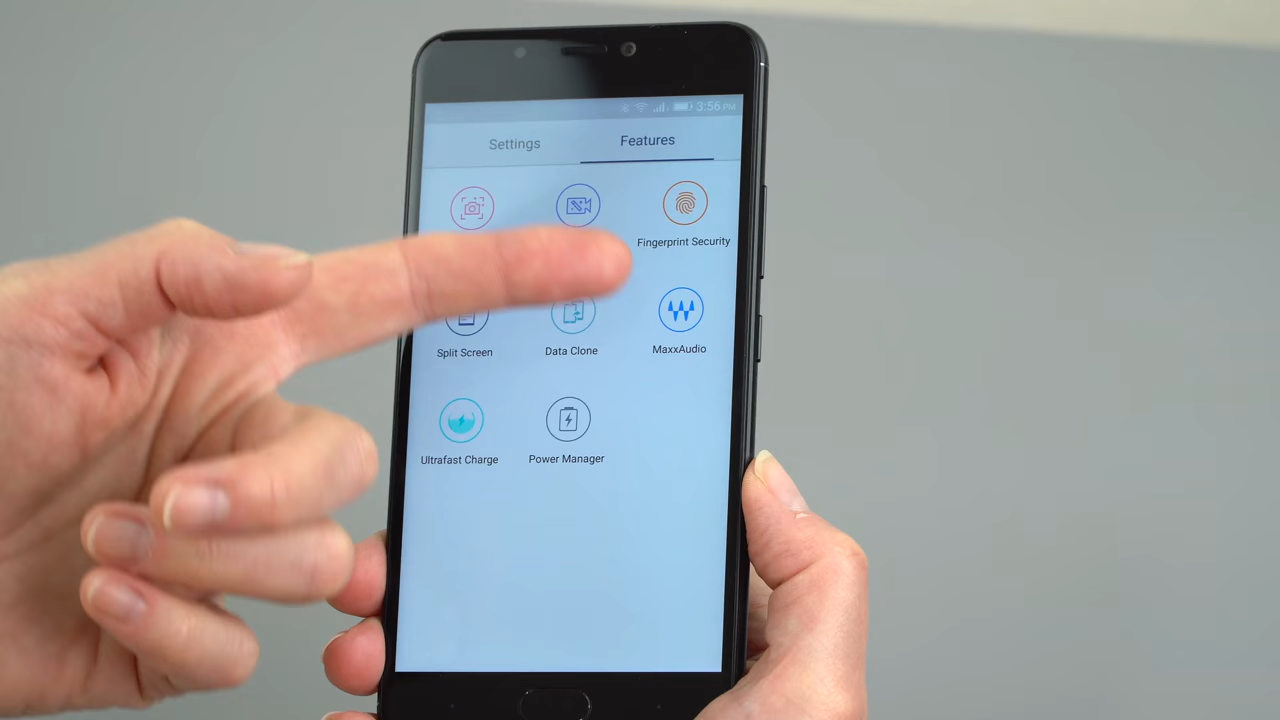 3:56 PM
Settings Features
Fingerprint Security
Split Screen Data Clone MaxxAudio
Ultrafast Charge Power Manager